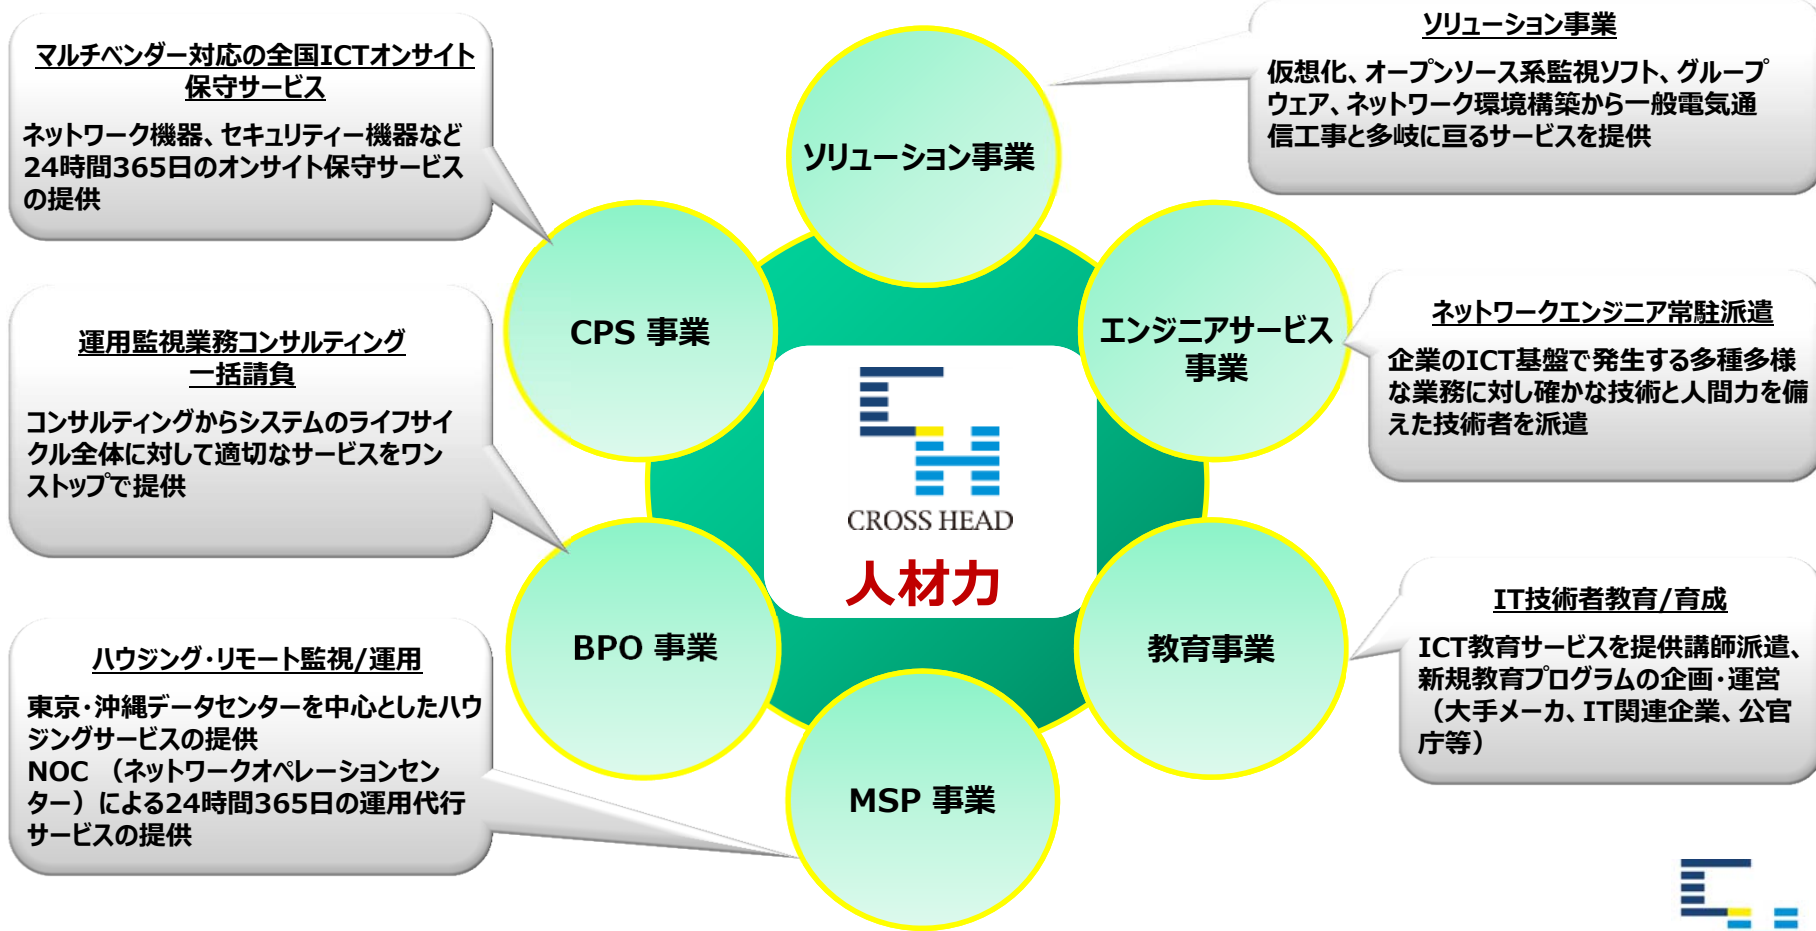 マルチベンダー対応の全国ICTオンサイト
保守サービス
ネットワーク機器、セキュリティー機器など
24時間365日のオンサイト保守サービス
の提供
ソリューション事業
仮想化、オープンソース系監視ソフト、グループ
ウェア、ネットワーク環境構築から一般電気通
信工事と多岐に亘るサービスを提供
ソリューション事業
CPS 事業
エンジニアサービス
事業
運用監視業務コンサルティング
一括請負
コンサルティングからシステムのライフサイ
クル全体に対して適切なサービスをワン
ストップで提供
ネットワークエンジニア常駐派遣
企業のICT基盤で発生する多種多様
な業務に対し確かな技術と人間力を備
えた技術者を派遣
CROSS HEAD
人材力
BPO 事業
教育事業
ハウジング・リモート監視/運用
東京・沖縄データセンターを中心としたハウ
ジングサービスの提供
NOC （ネットワークオペレーションセン
ター）による24時間365日の運用代行
サービスの提供
IT技術者教育/育成
ICT教育サービスを提供講師派遣、
新規教育プログラムの企画・運営
（大手メーカ、IT関連企業、公官
庁等）
MSP 事業